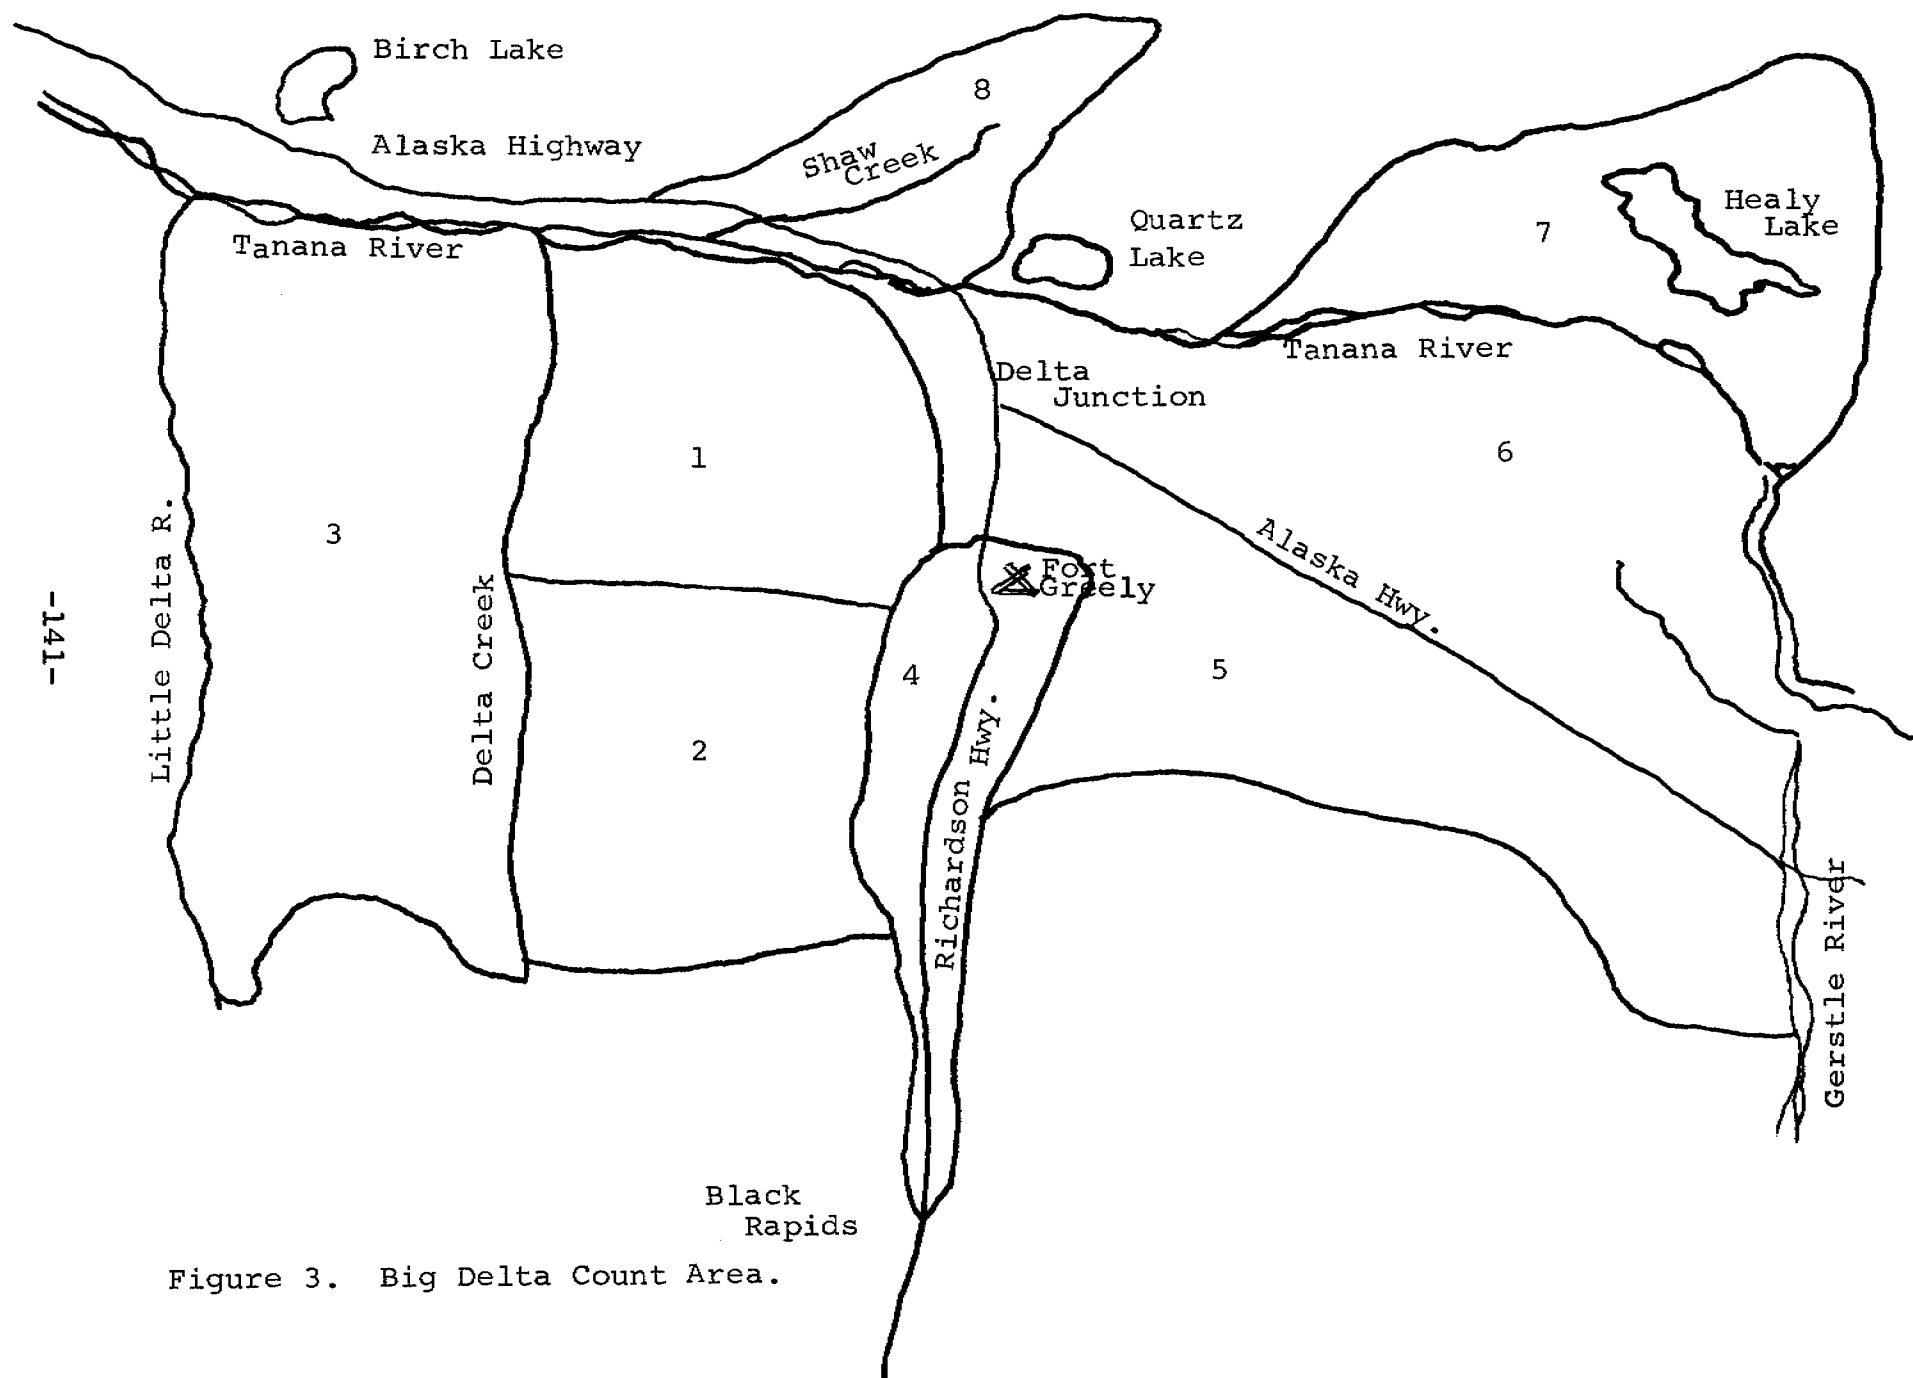 Birch Lake
8
Alaska Highway
Shaw
Creek
Tanana River
Quartz
Lake
7
Healy
Lake
Tanana River
Delta
Junction
1
6
3
Little Delta R.
Delta Creek
Fort
Greely
Alaska Hwy.
4
5
2
Richardson Hwy.
Gerstle River
-141-
Black
Rapids
Figure 3. Big Delta Count Area.